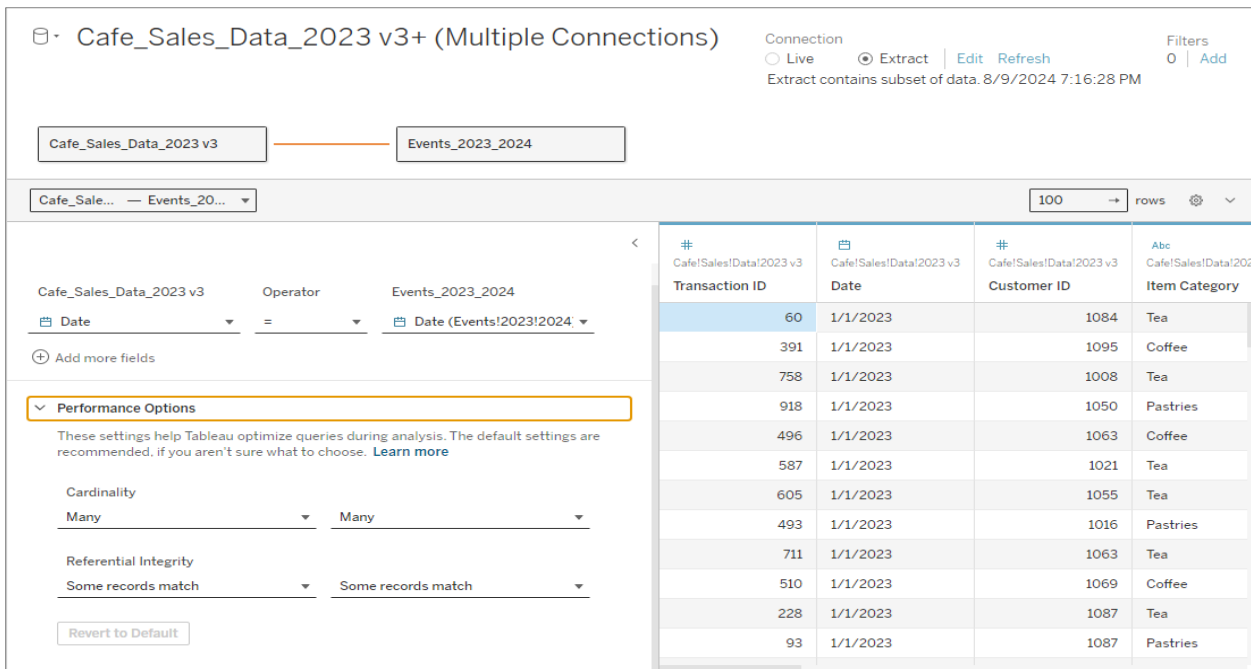 Cafe_Sales_Data_2023 v3+ (Multiple Connections)
Connection
Live Extract Edit Refresh
Extract contains subset of data. 8/9/2024 7:16:28 PM
Filters
0 Add
Cafe_Sales_Data_2023 v3
Events_2023_2024
Cafe_Sale... — Events_20...
100 → rows
Cafe_Sales_Data_2023 v3 Operator Events_2023_2024
Date = Date (Events!2023!2024)
Add more fields
Performance Options
These settings help Tableau optimize queries during analysis. The default settings are
recommended, if you aren't sure what to choose. Learn more
Cardinality
Many Many
Referential Integrity
Some records match Some records match
Revert to Default
# # Abc
Cafe!Sales!Data!2023 v3 Cafe!Sales!Data!2023 v3 Cafe!Sales!Data!2023 v3 Cafe!Sales!Data!202
Transaction ID Date Customer ID Item Category
60 1/1/2023 1084 Tea
391 1/1/2023 1095 Coffee
758 1/1/2023 1008 Tea
918 1/1/2023 1050 Pastries
496 1/1/2023 1063 Coffee
587 1/1/2023 1021 Tea
605 1/1/2023 1055 Tea
493 1/1/2023 1016 Pastries
711 1/1/2023 1063 Tea
510 1/1/2023 1069 Coffee
228 1/1/2023 1087 Tea
93 1/1/2023 1087 Pastries